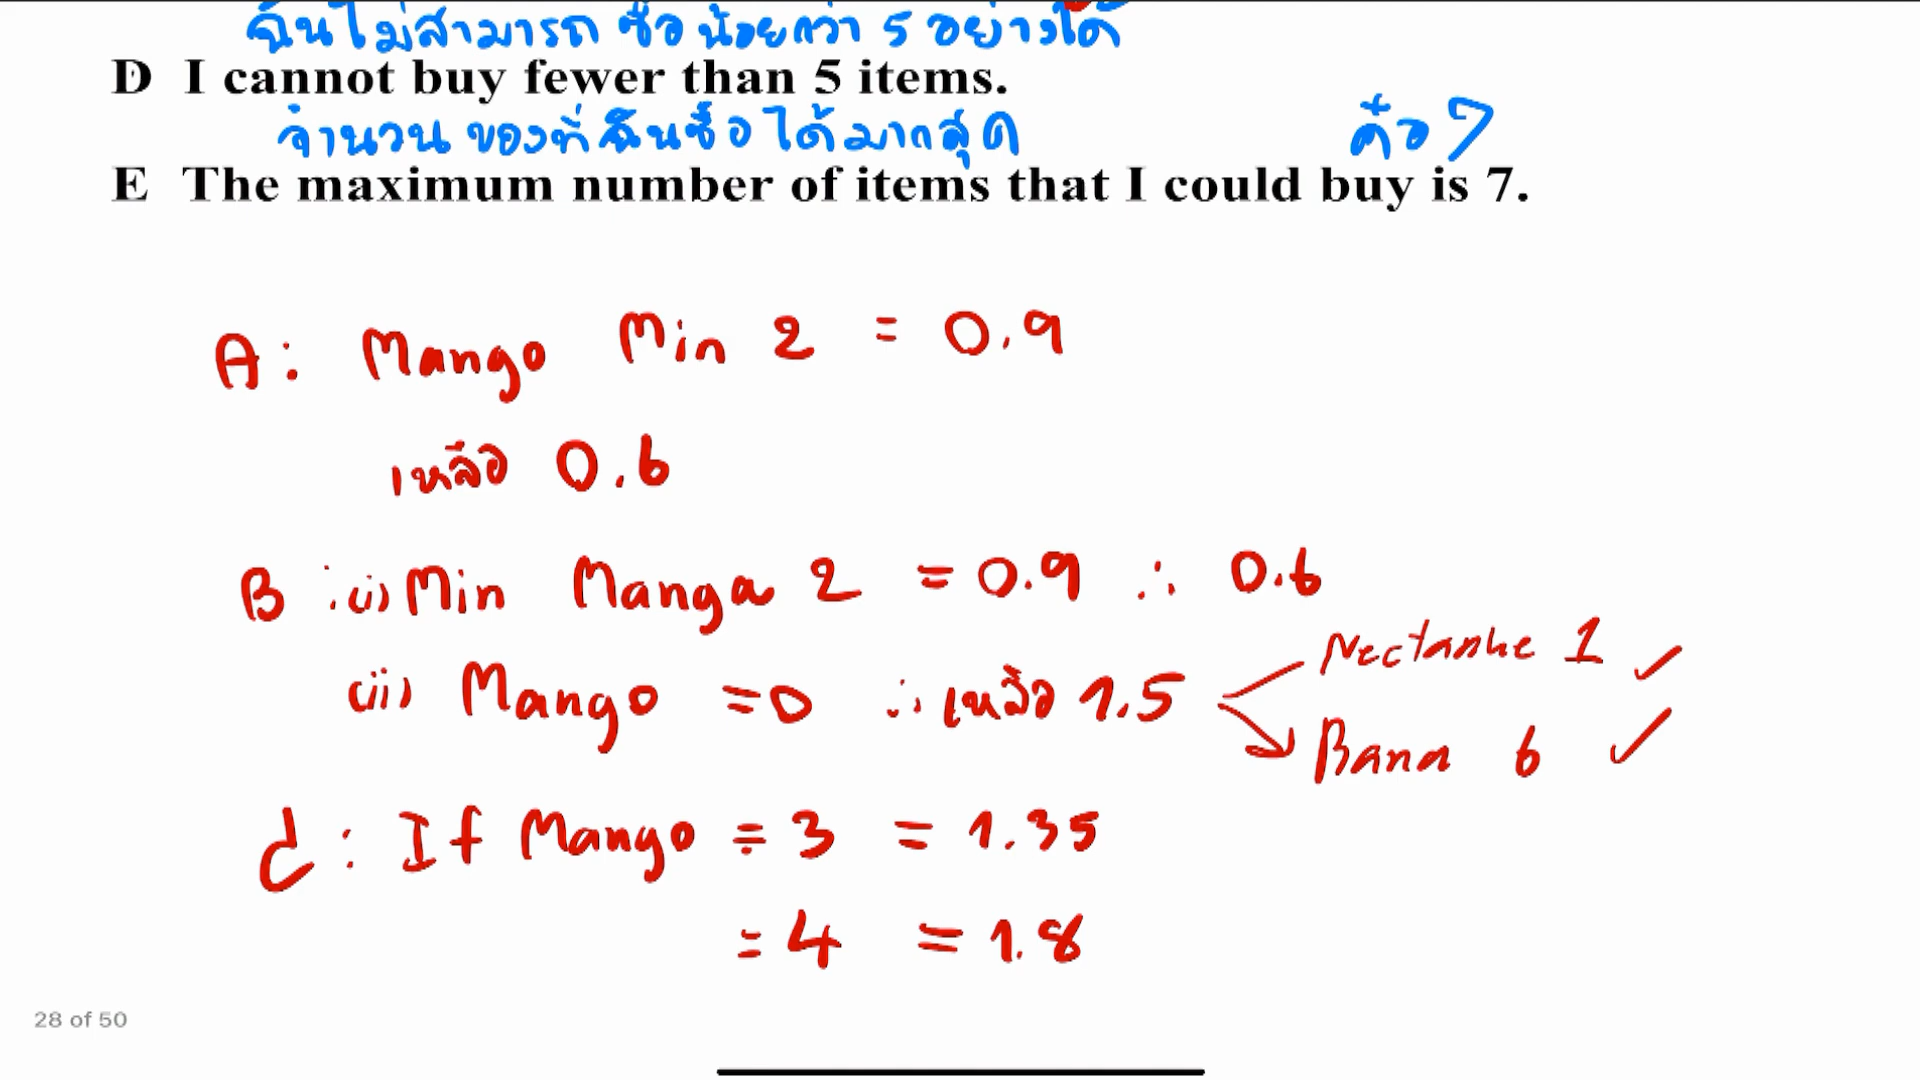 ฉันไม่สามารถ ซื้อ น้อยกว่า 5 อย่างได้
D I cannot buy fewer than 5 items.
จำนวน ของที่ ฉันซื้อ ได้ มากสุด คือ 7
E The maximum number of items that I could buy is 7.
A: Mango Min 2 = 0.9
เหลือ 0.6
B :(i) Min Manga 2 = 0.9 ∴ 0.6
(ii) Mango = 0 ∴ เหลือ 1.5
Nectanhe 1 ✓
Bana 6 ✓
C: If Mango = 3 = 1.35
= 4 = 1.8
28 of 50